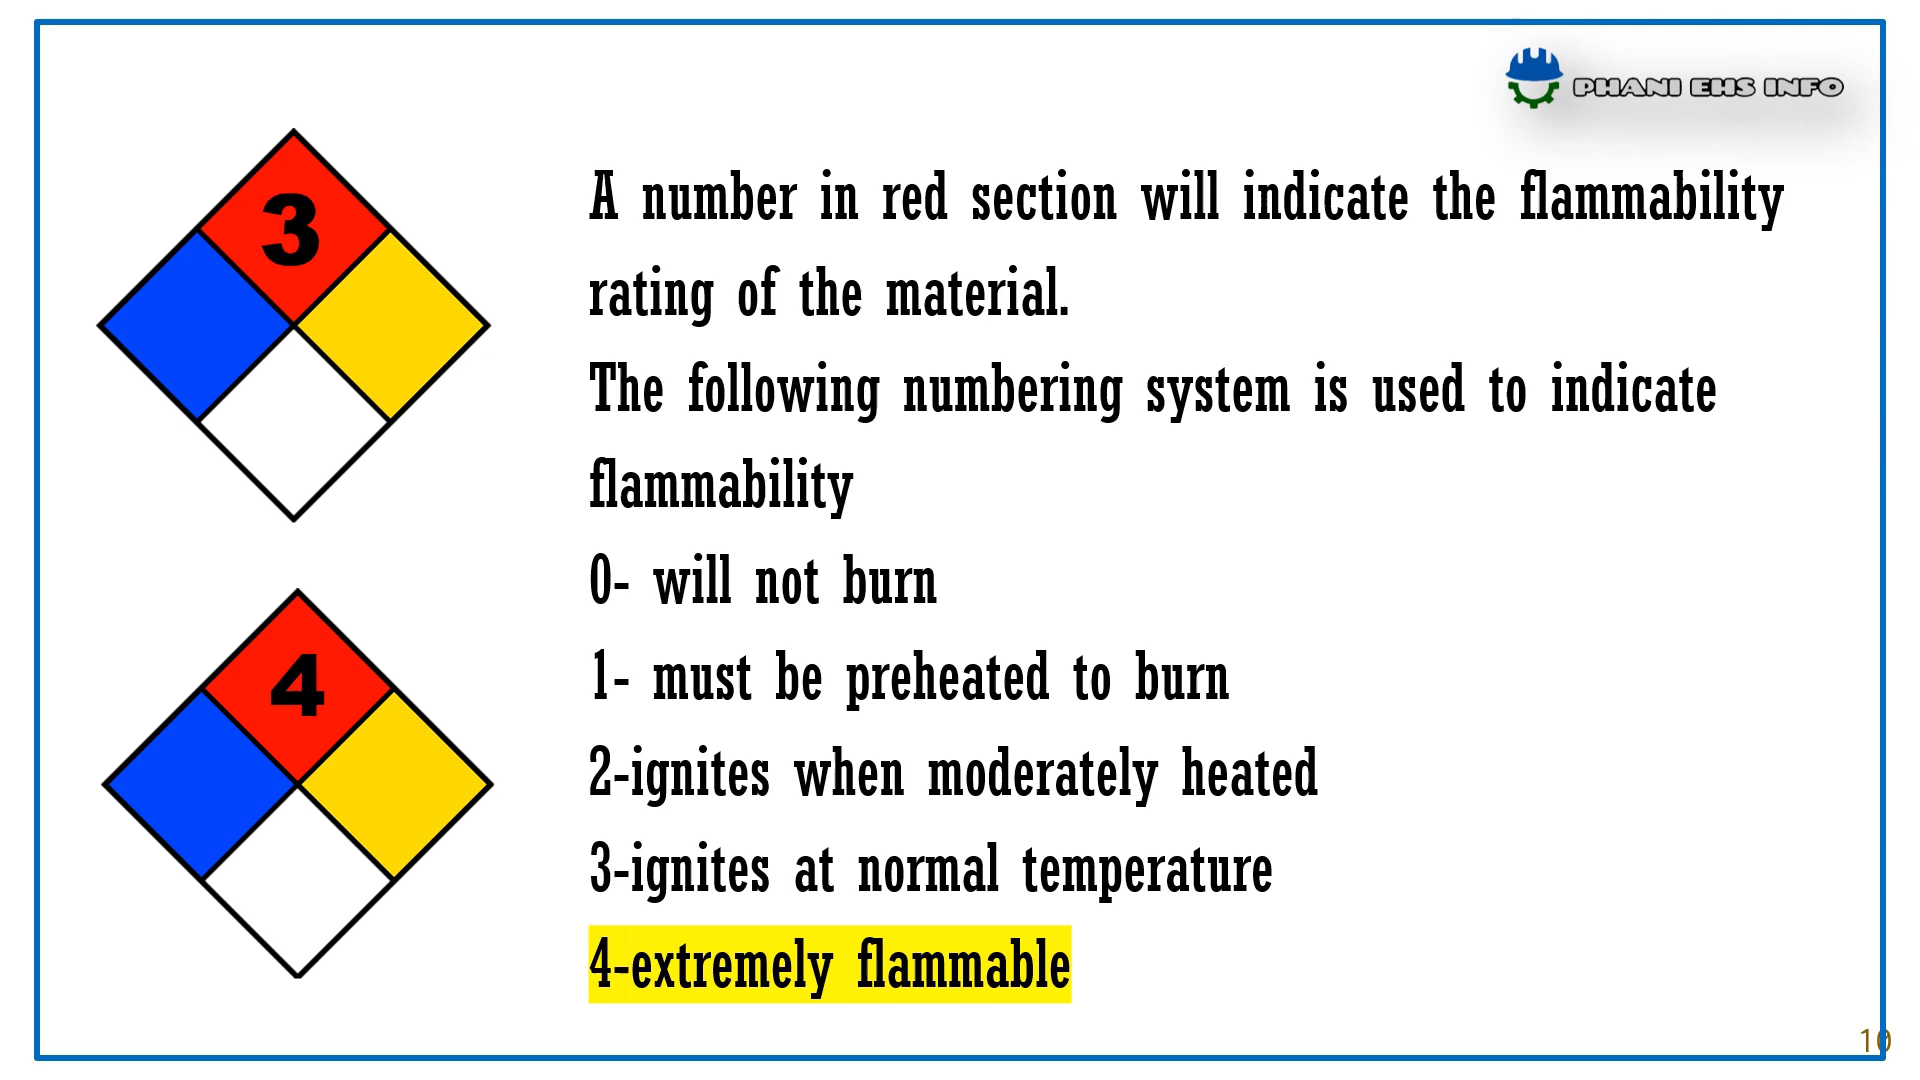 PHANI EHS INFO
3
A number in red section will indicate the flammability
rating of the material.
The following numbering system is used to indicate
flammability
0- will not burn
1- must be preheated to burn
2-ignites when moderately heated
3-ignites at normal temperature
4-extremely flammable
4
10